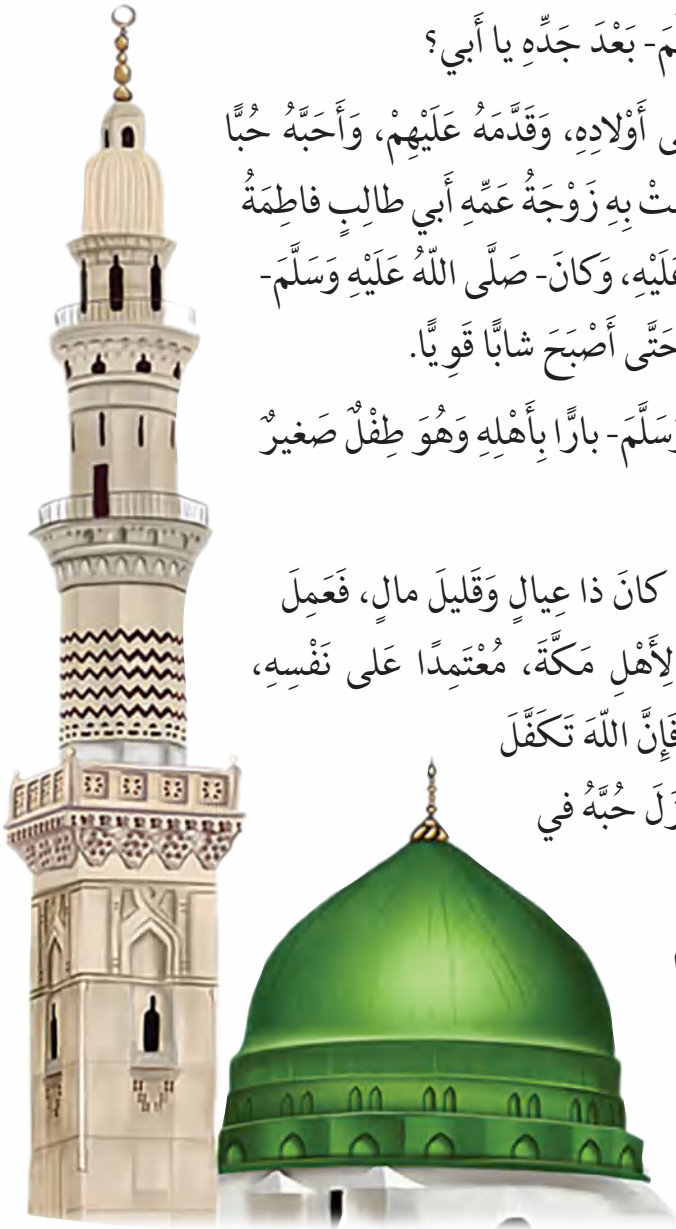 بَعْدَ جَدِّهِ يا أَبي؟
أَوْلادِهِ، وَقَدَّمَهُ عَلَيْهِمْ، وَأَحَبَّهُ حُبًّا
بِهِ زَوْجَةُ عَمِّهِ أَبي طالِبٍ فاطِمَةُ
عَلَيْهِ، وَكانَ- صَلَّى اللّهُ عَلَيْهِ وَسَلَّمَ-
حَتَّى أَصْبَحَ شابًّا قَوِيًّا.
وَسَلَّمَ- بارًّا بِأَهْلِهِ وَهُوَ طِفْلٌ صَغيرٌ
كانَ ذا عِيالٍ وَقَليلَ مالٍ، فَعَمِلَ
لِأَهْلِ مَكَّةَ، مُعْتَمِدًا عَلى نَفْسِهِ،
فَإِنَّ اللّهَ تَكَفَّلَ
حُبَّهُ في